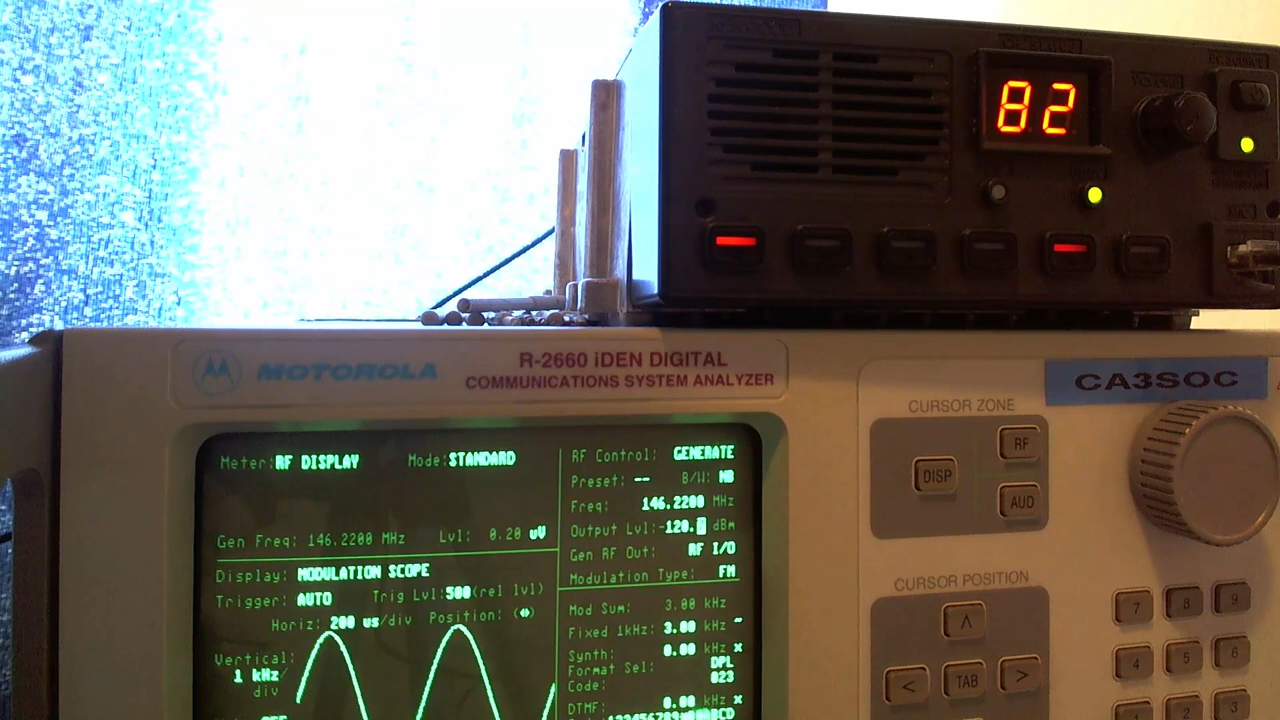 82
MOTOROLA
R-2660 iDEN DIGITAL
COMMUNICATIONS SYSTEM ANALYZER
CA3SOC
CURSOR ZONE
RF
DISP
AUD
CURSOR POSITION
TAB
7 8 9
4 5 6
1 2 3
Meter:RF DISPLAY Mode:STANDARD
Gen Freq: 146.2200 MHz Lvl: 0.20 uV
Display: MODULATION SCOPE
Trigger: AUTO Trig Lvl:500(rel lvl)
Horiz: 200 us/div Position: (◂▸)
Vertical:
1 kHz/
div
RF Control: GENERATE
Preset: -- B/W: NB
Freq: 146.2200 MHz
Output Lvl:-120. dBm
Gen RF Out: RF I/O
Modulation Type: FM
Mod Sum: 3.00 kHz
Fixed 1kHz: 3.00 kHz ~
Synth: 0.00 kHz x
Format Sel: DPL
Code: 023
DTMF: 0.00 kHz x